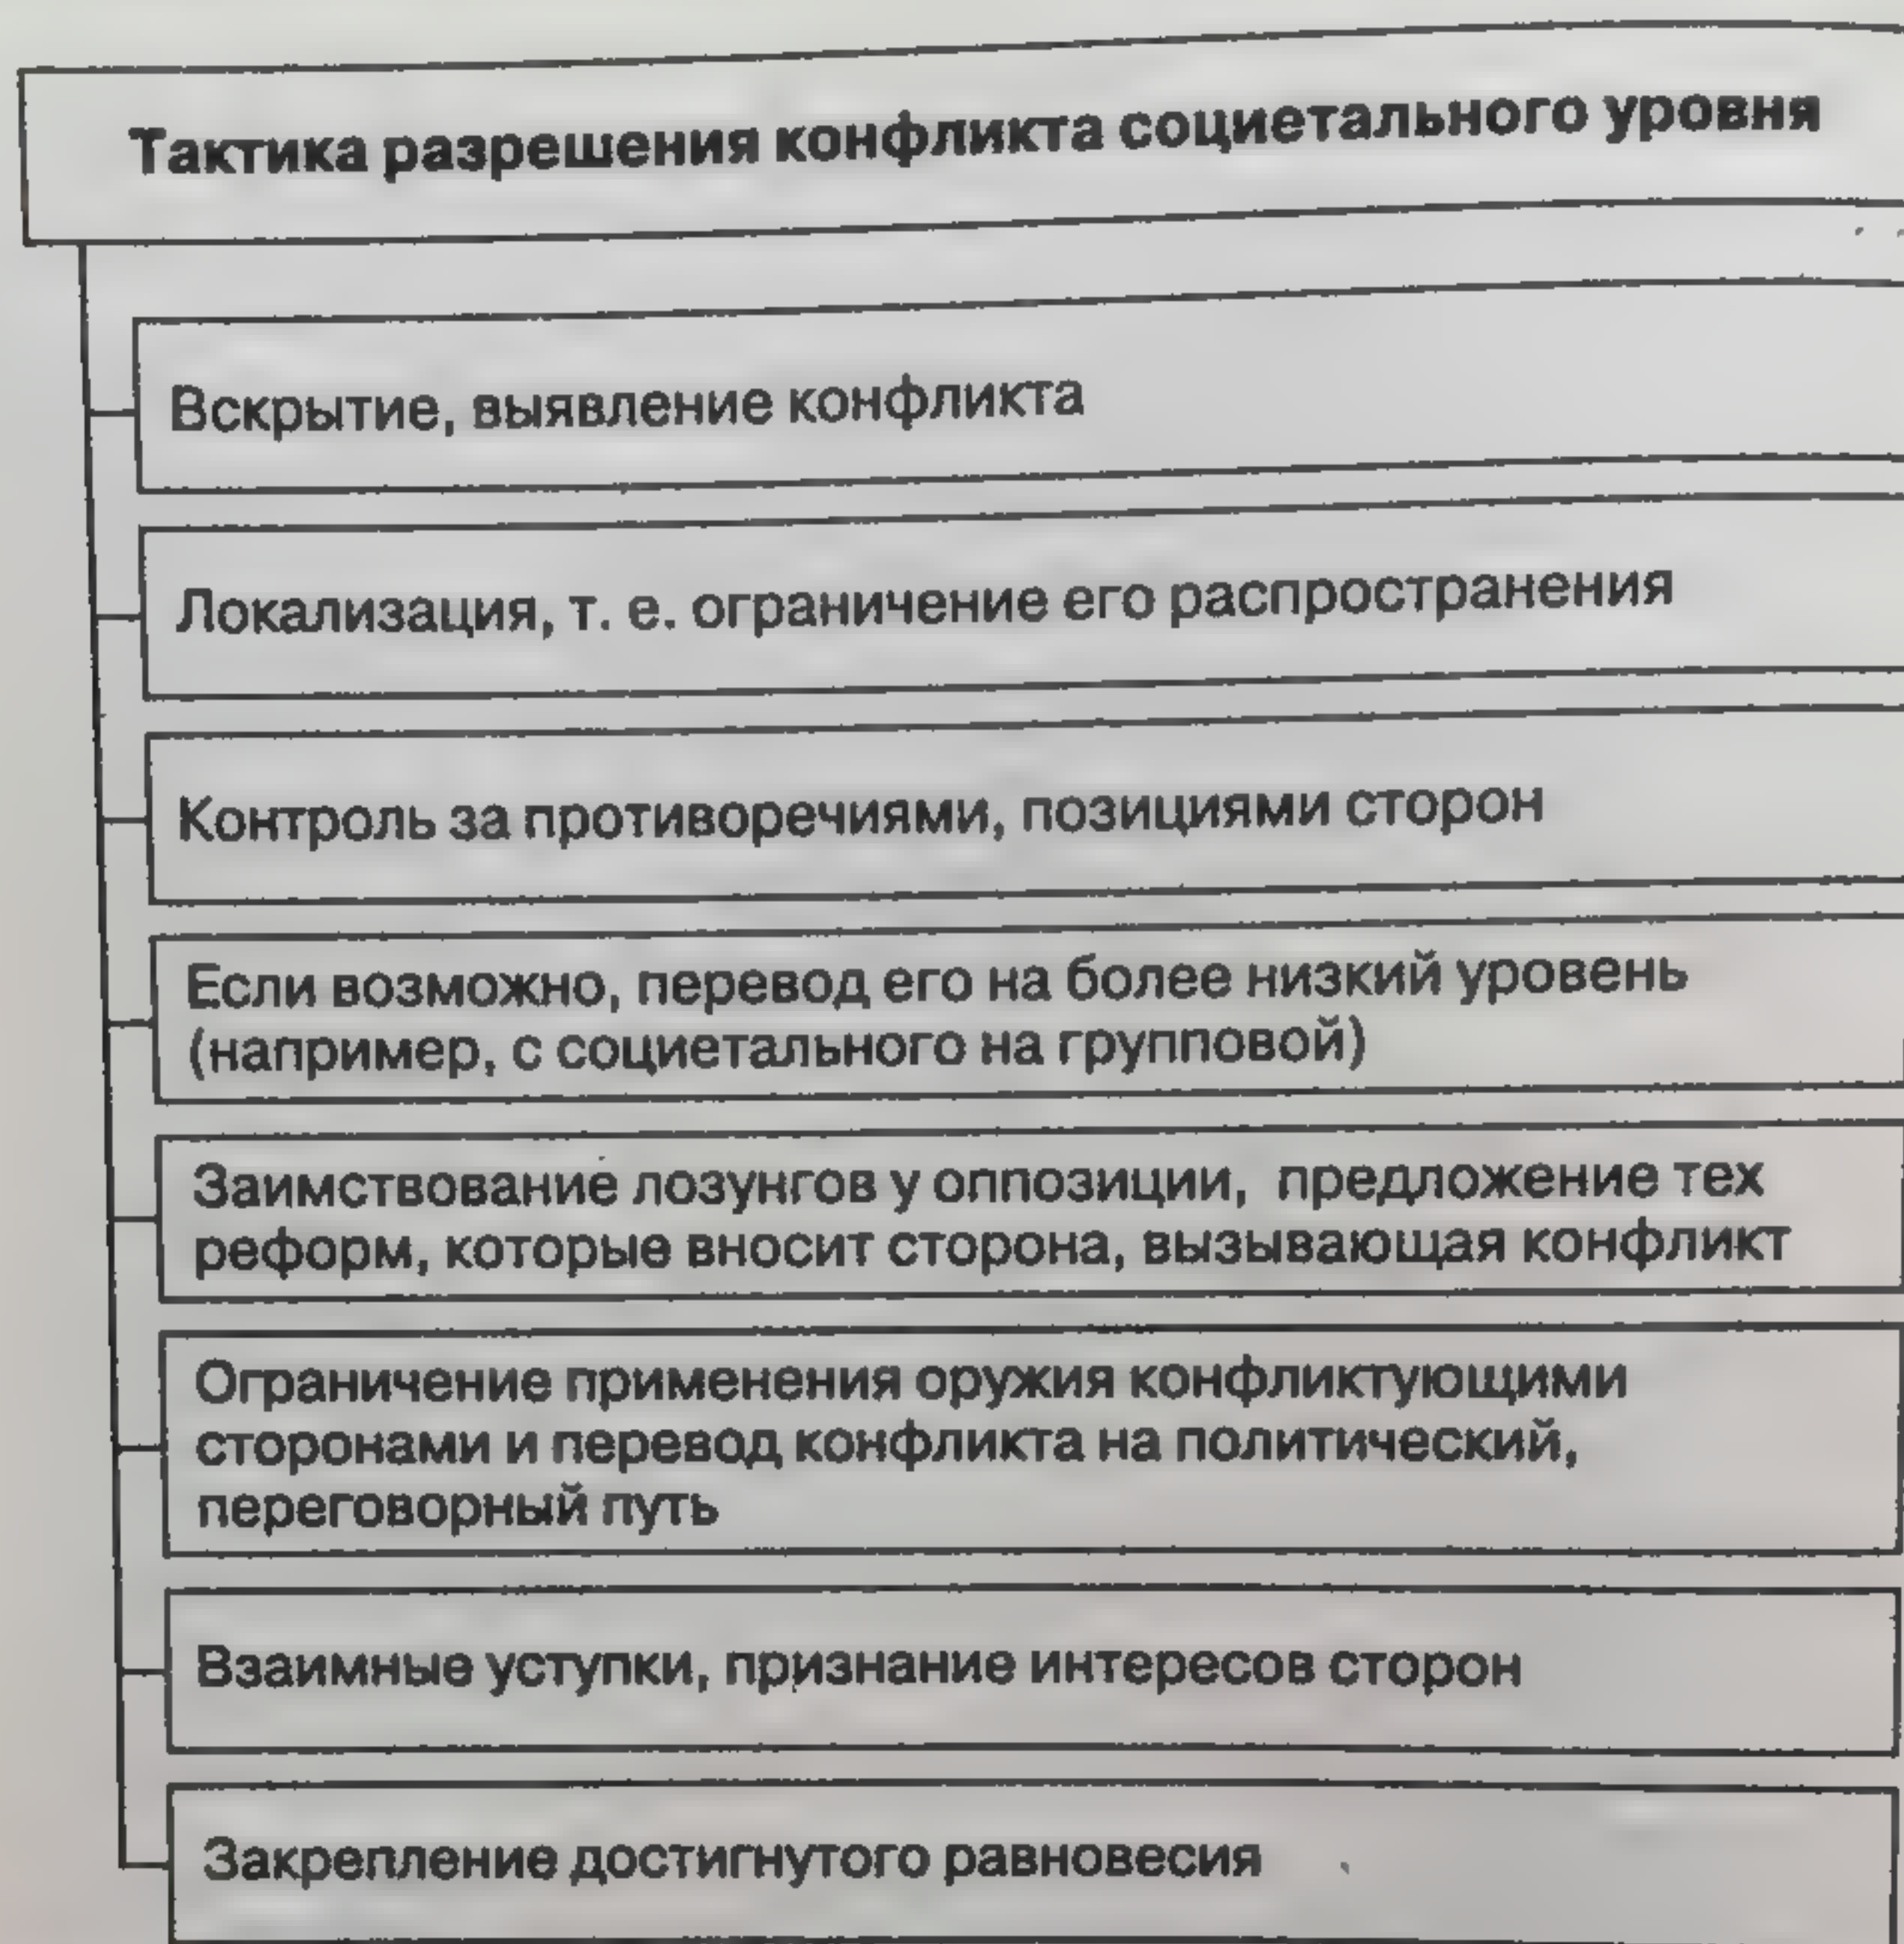 Тактика разрешения конфликта социетального уровня
Вскрытие, выявление конфликта
Локализация, т. е. ограничение его распространения
Контроль за противоречиями, позициями сторон
Если возможно, перевод его на более низкий уровень
(например, с социетального на групповой)
Заимствование лозунгов у оппозиции, предложение тех
реформ, которые вносит сторона, вызывающая конфликт
Ограничение применения оружия конфликтующими
сторонами и перевод конфликта на политический,
переговорный путь
Взаимные уступки, признание интересов сторон
Закрепление достигнутого равновесия